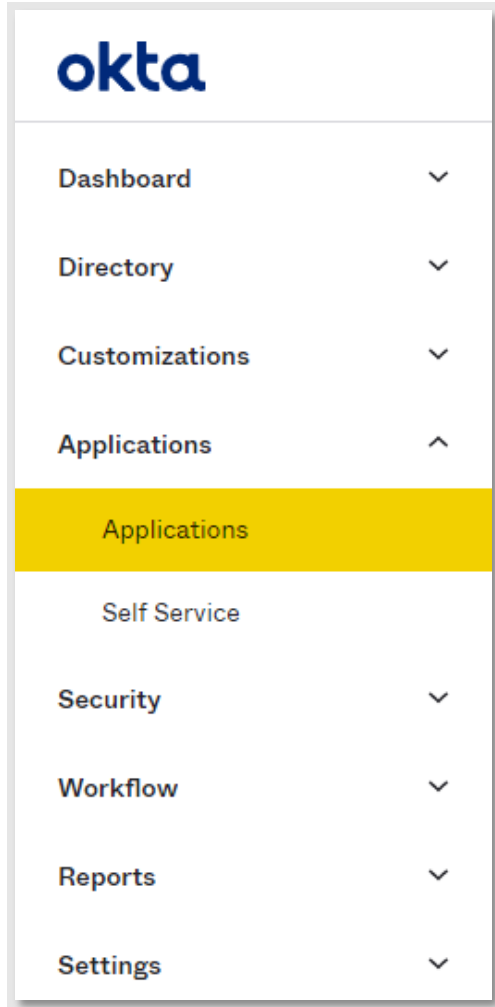 okta
Dashboard
Directory
Customizations
Applications
Applications
Self Service
Security
Workflow
Reports
Settings